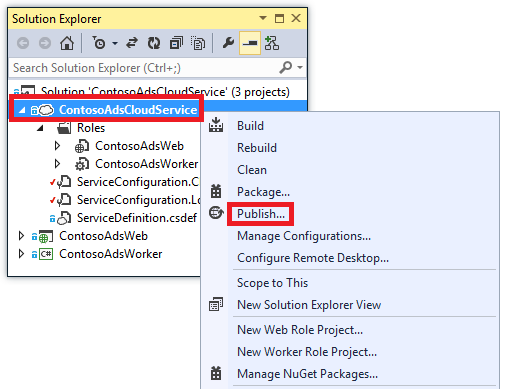 Solution Explorer
Search Solution Explorer (Ctrl+;)
Solution 'ContosoAdsCloudService' (3 projects)
ContosoAdsCloudService
Roles
ContosoAdsWeb
ContosoAdsWorker
ServiceConfiguration.C
ServiceConfiguration.Lo
ServiceDefinition.csdef
ContosoAdsWeb
C#
ContosoAdsWorker
Build
Rebuild
Clean
Package...
Publish...
Manage Configurations...
Configure Remote Desktop...
Scope to This
New Solution Explorer View
New Web Role Project...
New Worker Role Project...
Manage NuGet Packages...